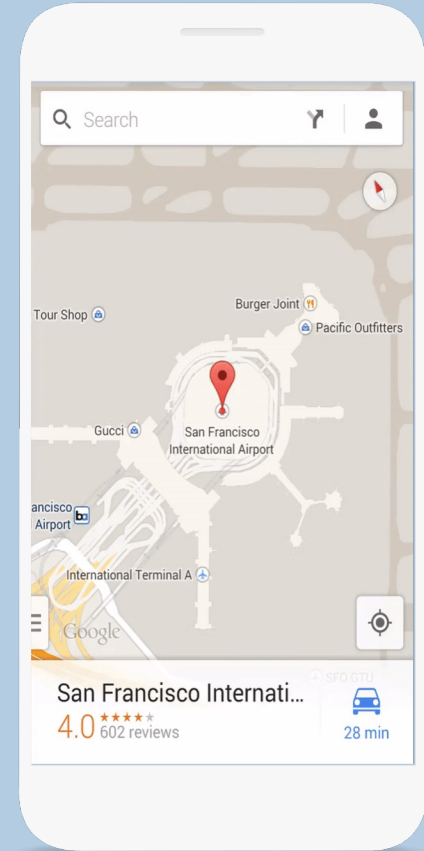 Search
Burger Joint
Tour Shop
Pacific Outfitters
Gucci
San Francisco
International Airport
ancisco
Airport
ba
International Terminal A
Google
SFO GTU
San Francisco Internati...
4.0
602 reviews
28 min